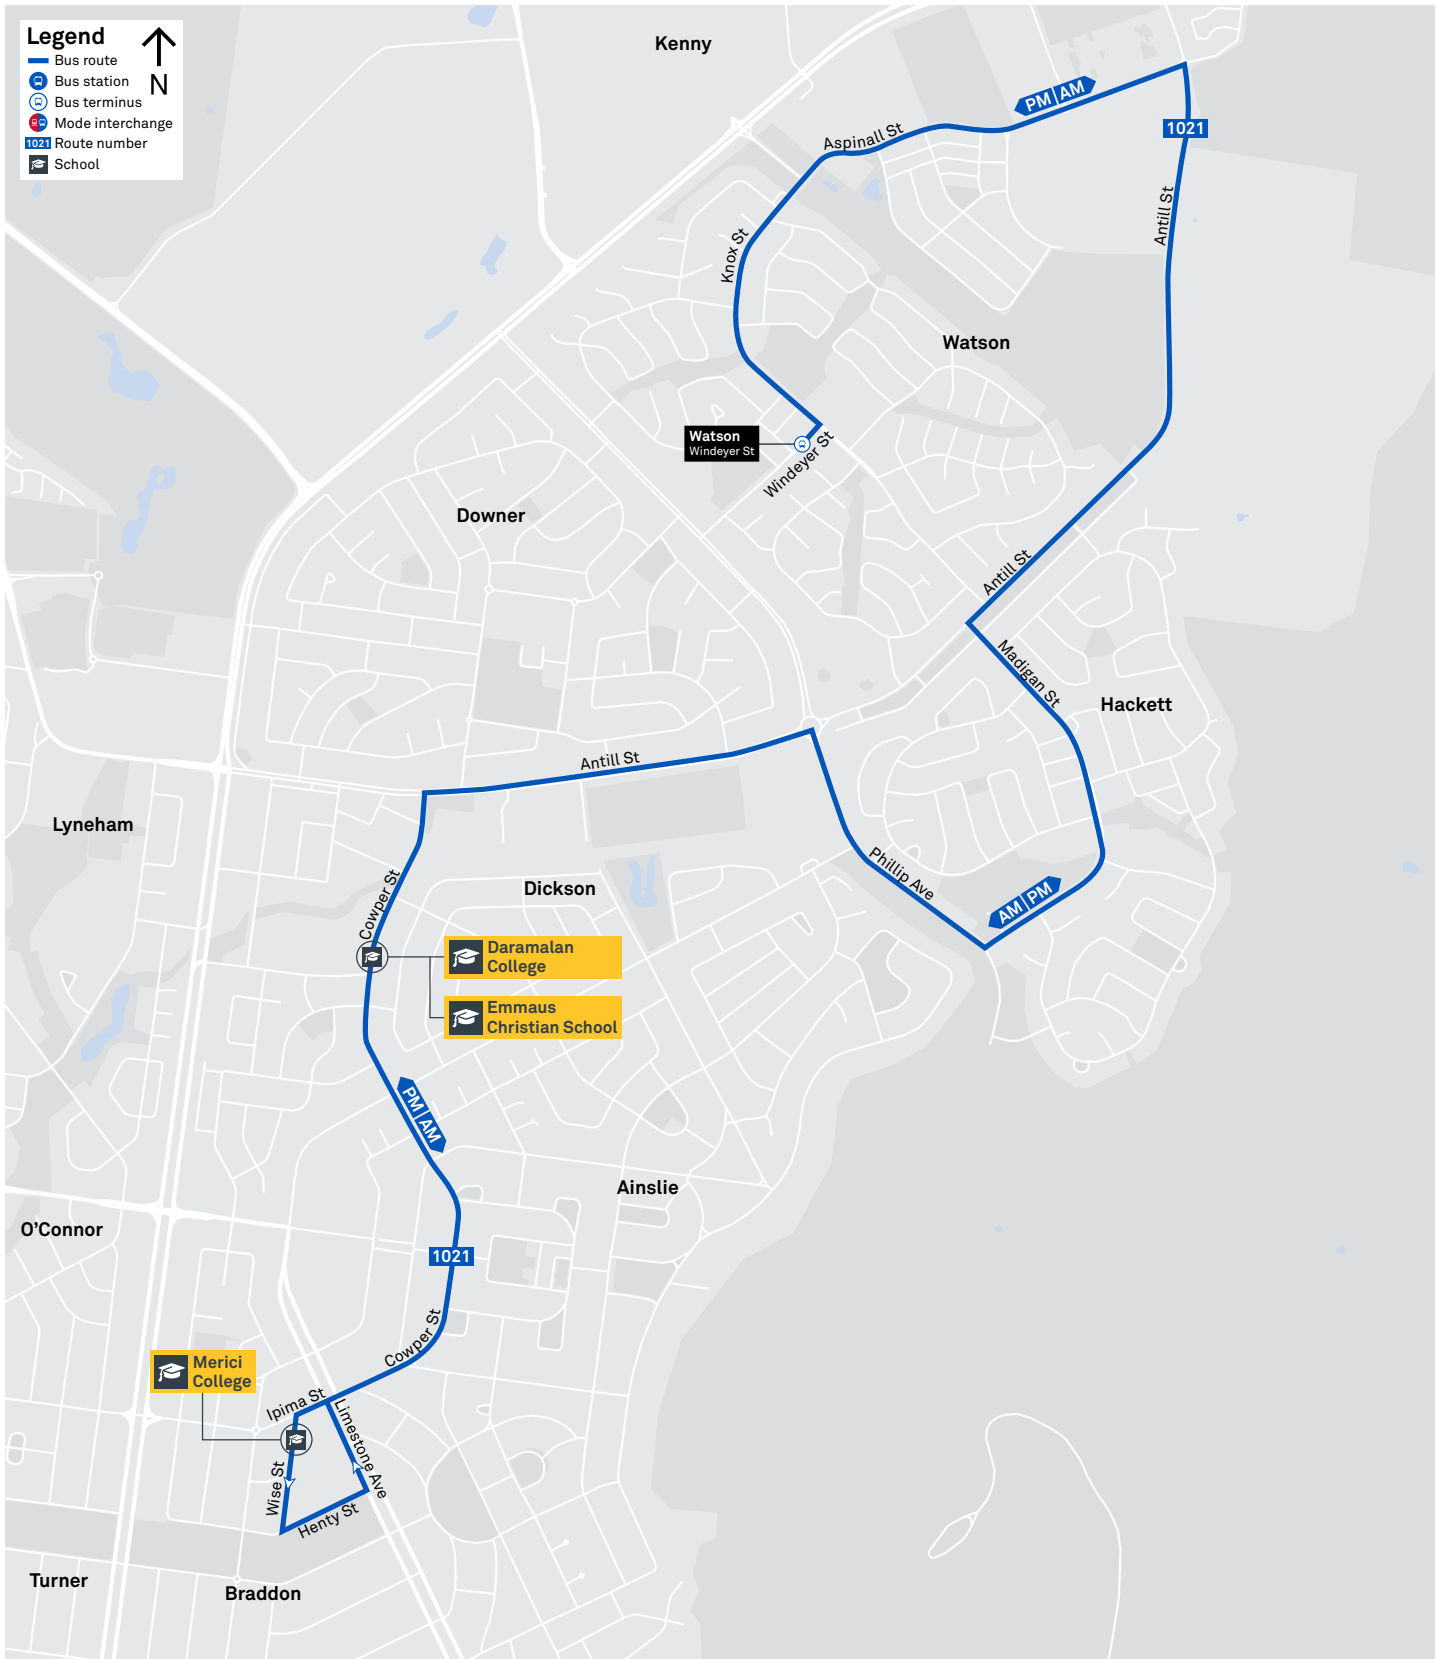 Legend
Bus route
Bus station
Bus terminus
Mode interchange
1021 Route number
School
N
Kenny
PM AM
1021
Aspinall St
Antill St
Knox St
Watson
Watson
Windeyer St
Windeyer St
Downer
Antill St
Madigan St
Hackett
Antill St
Lyneham
Phillip Ave
Dickson
AM PM
Cowper St
Daramalan
College
Emmaus
Christian School
PM AM
Ainslie
O'Connor
1021
Cowper St
Merici
College
Ipima St
Limestone Ave
Wise St
Henty St
Turner
Braddon